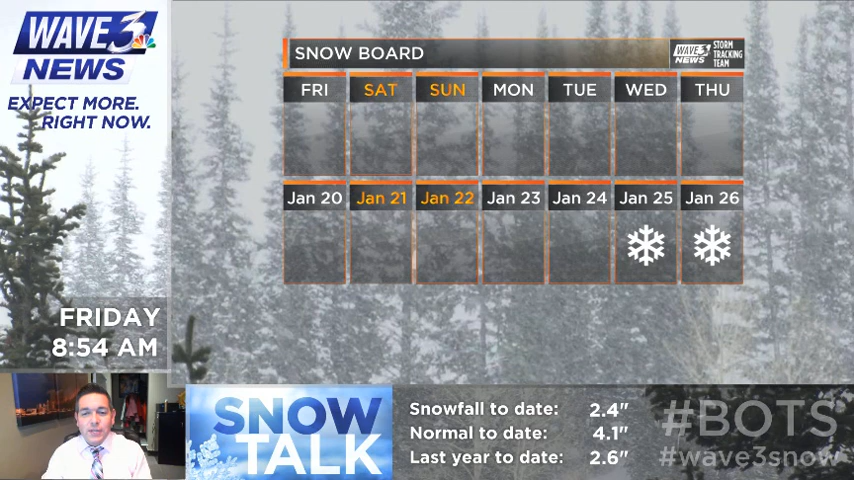 WAVE 3
NEWS
EXPECT MORE.
RIGHT NOW.
SNOW BOARD
WAVE 3
NEWS
STORM
TRACKING
TEAM
FRI SAT SUN MON TUE WED THU
Jan 20 Jan 21 Jan 22 Jan 23 Jan 24 Jan 25 Jan 26
FRIDAY
8:54 AM
SNOW
TALK
Snowfall to date: 2.4"
Normal to date: 4.1"
Last year to date: 2.6"
#BOTS
#wave3snow